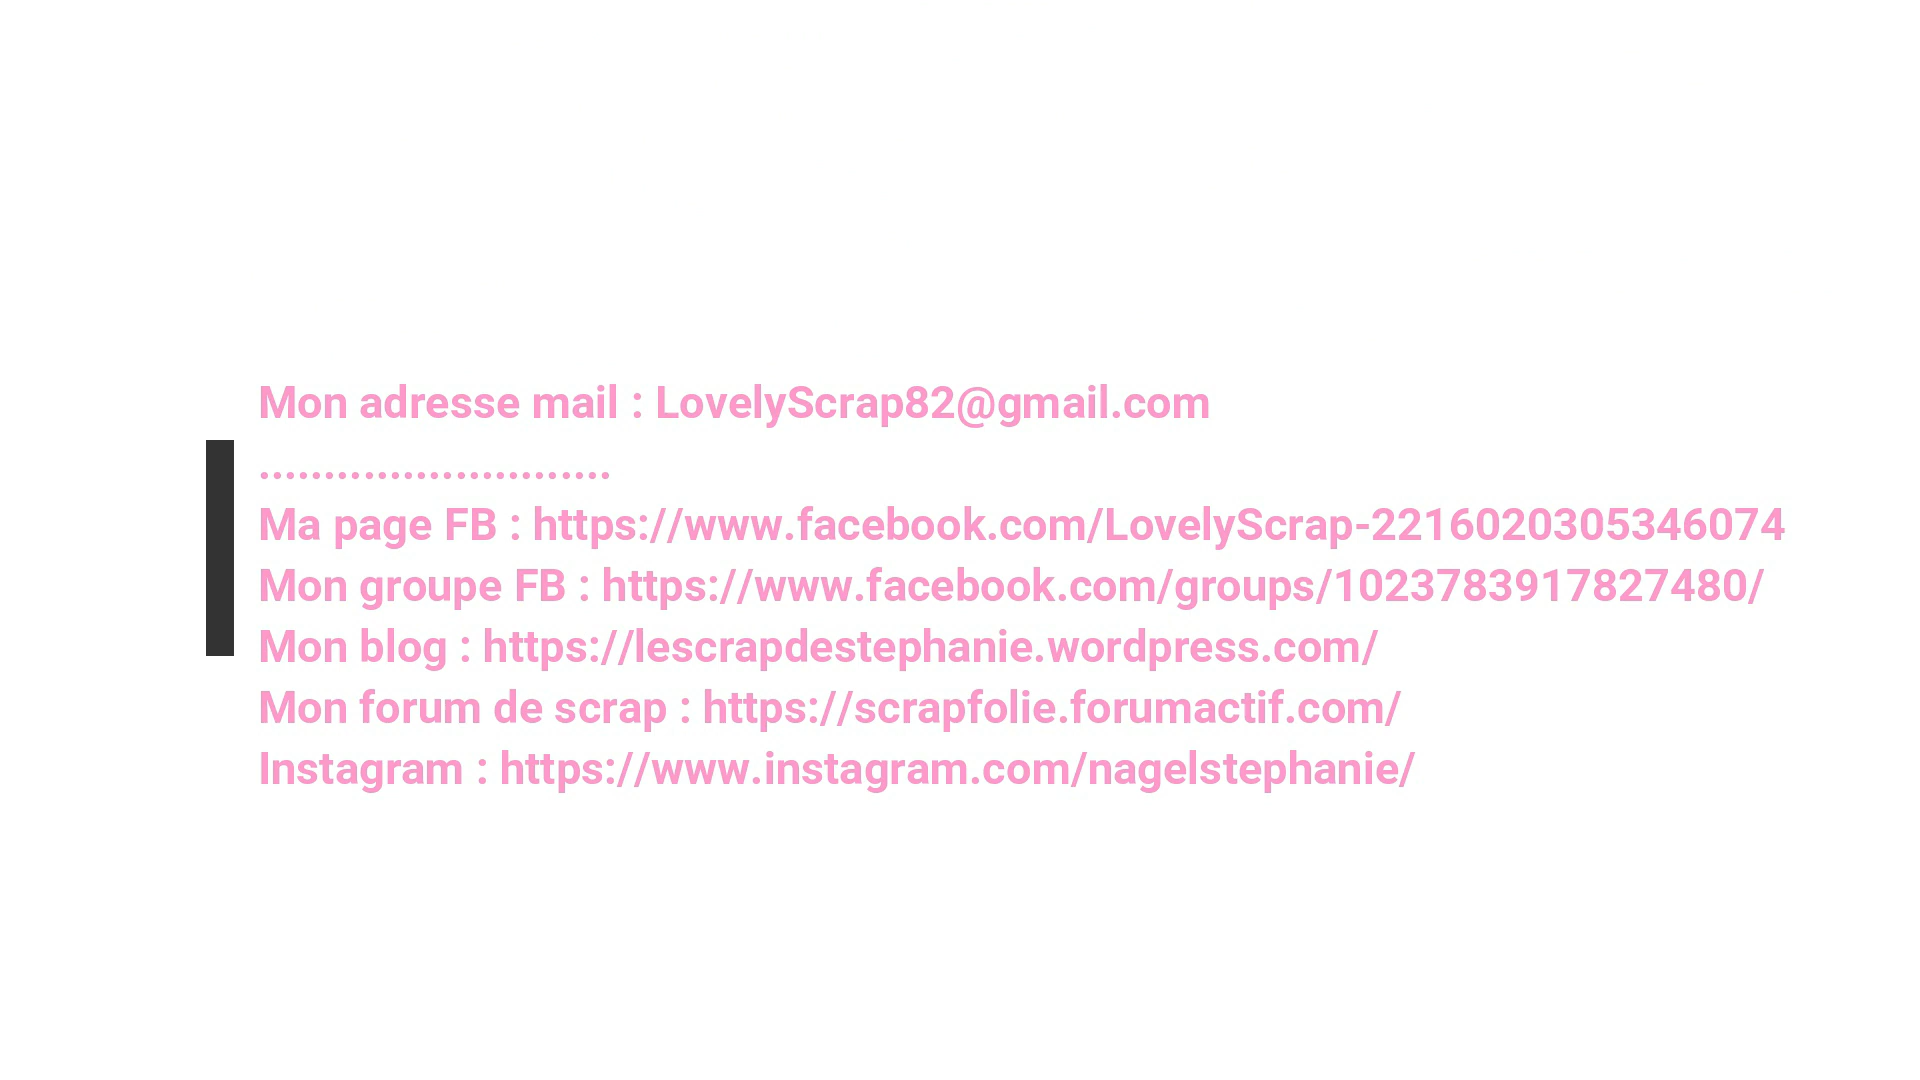 Mon adresse mail : LovelyScrap82@gmail.com
...........................
Ma page FB : https://www.facebook.com/LovelyScrap-2216020305346074
Mon groupe FB : https://www.facebook.com/groups/1023783917827480/
Mon blog : https://lescrapdestephanie.wordpress.com/
Mon forum de scrap : https://scrapfolie.forumactif.com/
Instagram : https://www.instagram.com/nagelstephanie/